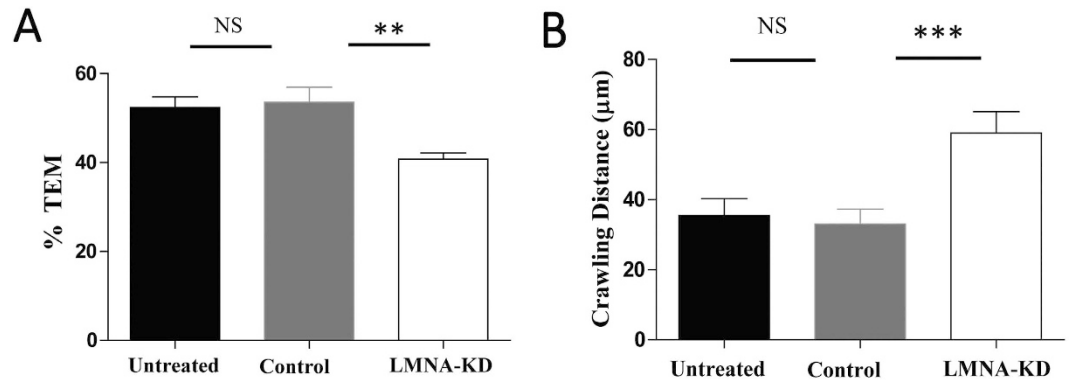 A
NS
**
60
40
20
0
% TEM
Untreated
Control
LMNA-KD
B
NS
***
80
60
40
20
0
Crawling Distance (μm)
Untreated
Control
LMNA-KD